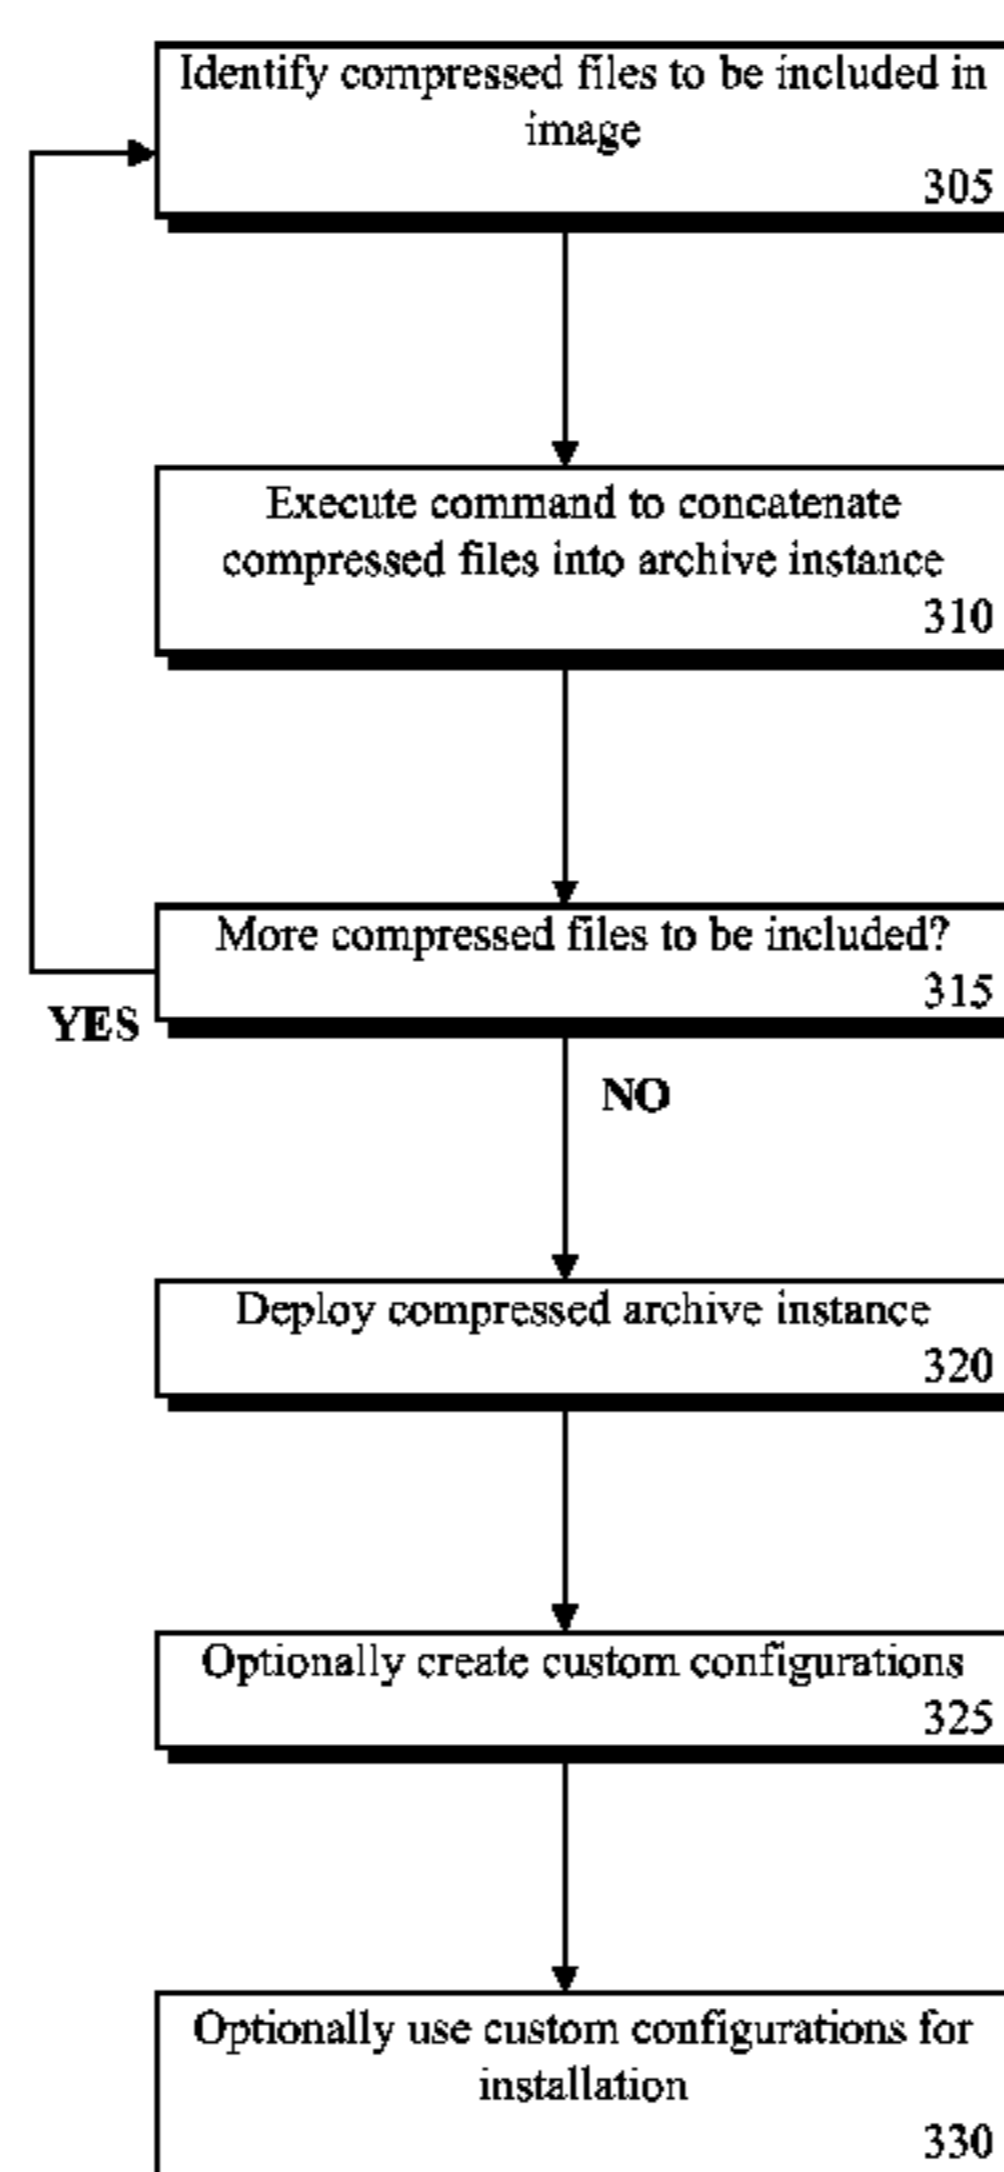 Identify compressed files to be included in
image
305
Execute command to concatenate
compressed files into archive instance
310
More compressed files to be included?
315
YES
NO
Deploy compressed archive instance
320
Optionally create custom configurations
325
Optionally use custom configurations for
installation
330